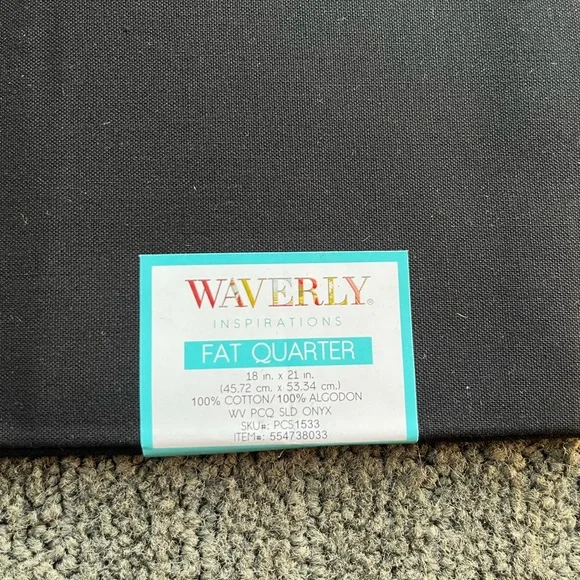 WAVERLY®
INSPIRATIONS
FAT QUARTER
18 in. x 21 in.
(45.72 cm. x 53.34 cm.)
100% COTTON/100% ALGODON
WV PCQ SLD ONYX
SKU#: PCS1533
ITEM#: 554738033